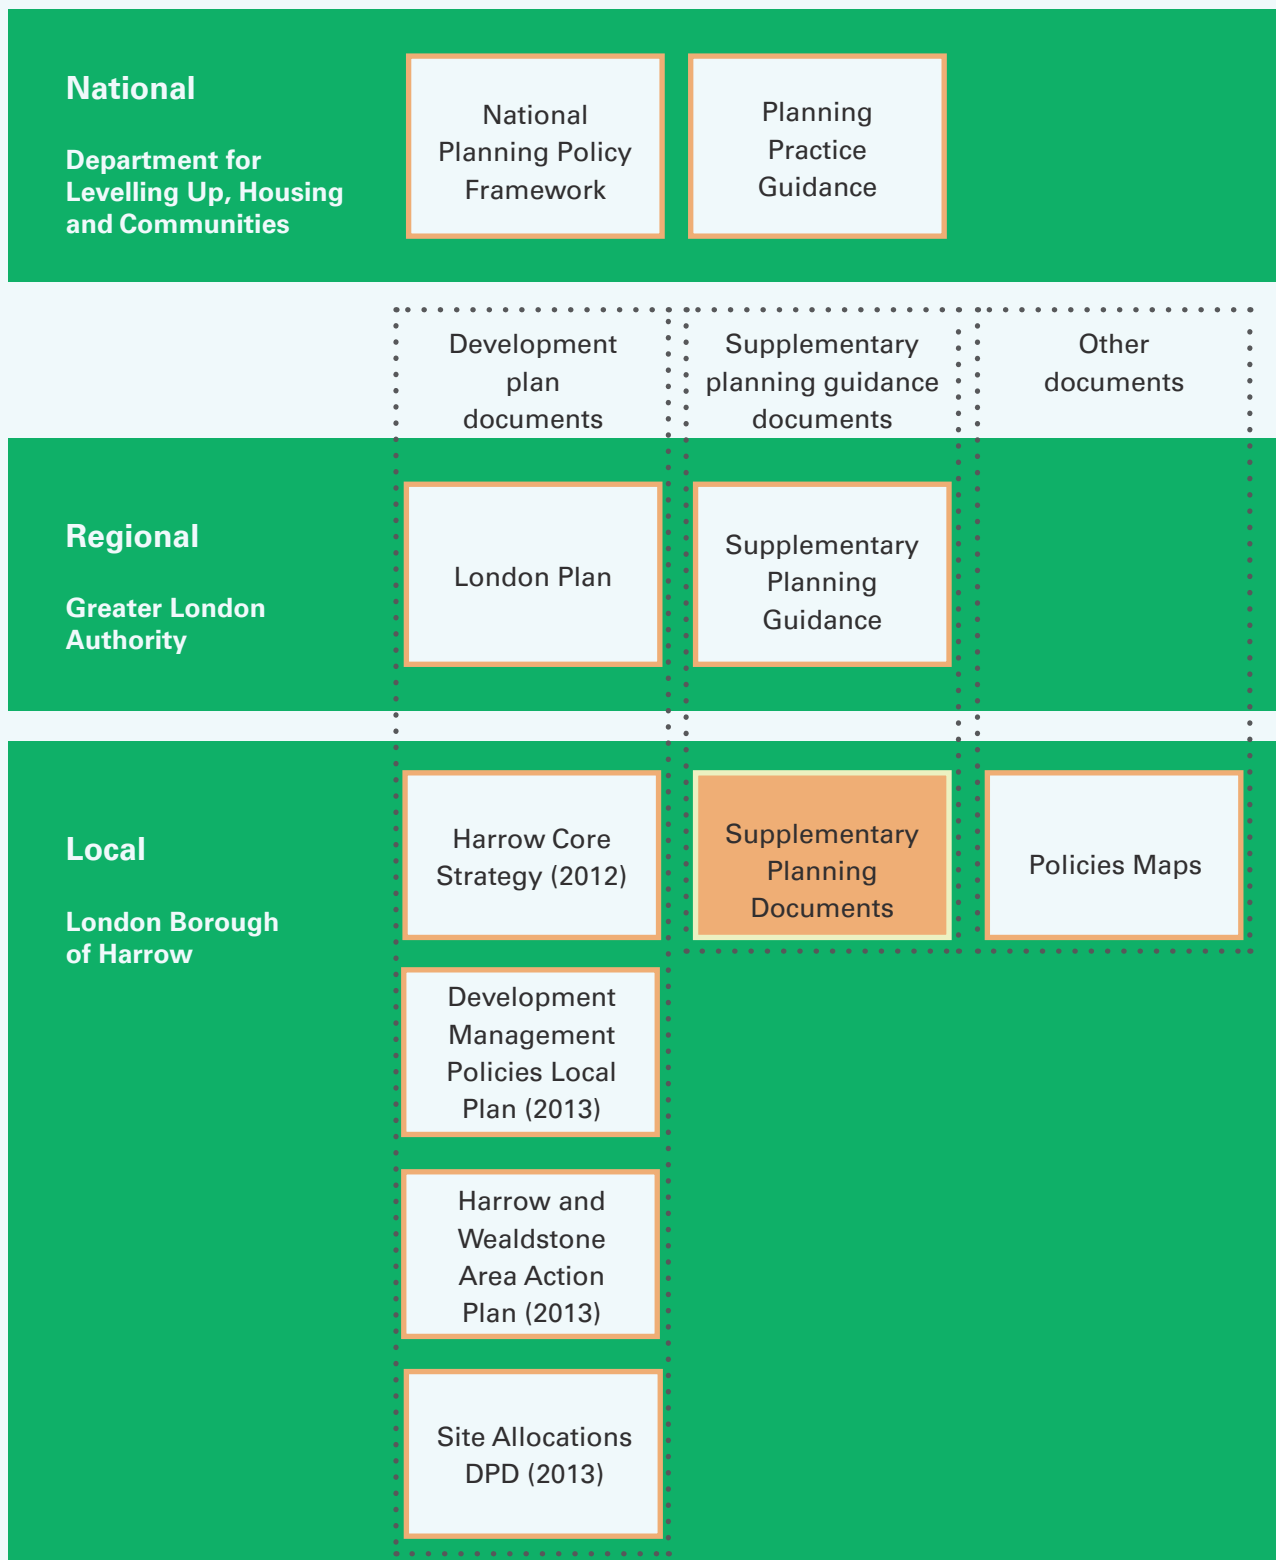 National
Department for
Levelling Up, Housing
and Communities
National
Planning Policy
Framework
Planning
Practice
Guidance
Development
plan
documents
Supplementary
planning guidance
documents
Other
documents
Regional
Greater London
Authority
London Plan
Supplementary
Planning
Guidance
Local
London Borough
of Harrow
Harrow Core
Strategy (2012)
Supplementary
Planning
Documents
Policies Maps
Development
Management
Policies Local
Plan (2013)
Harrow and
Wealdstone
Area Action
Plan (2013)
Site Allocations
DPD (2013)